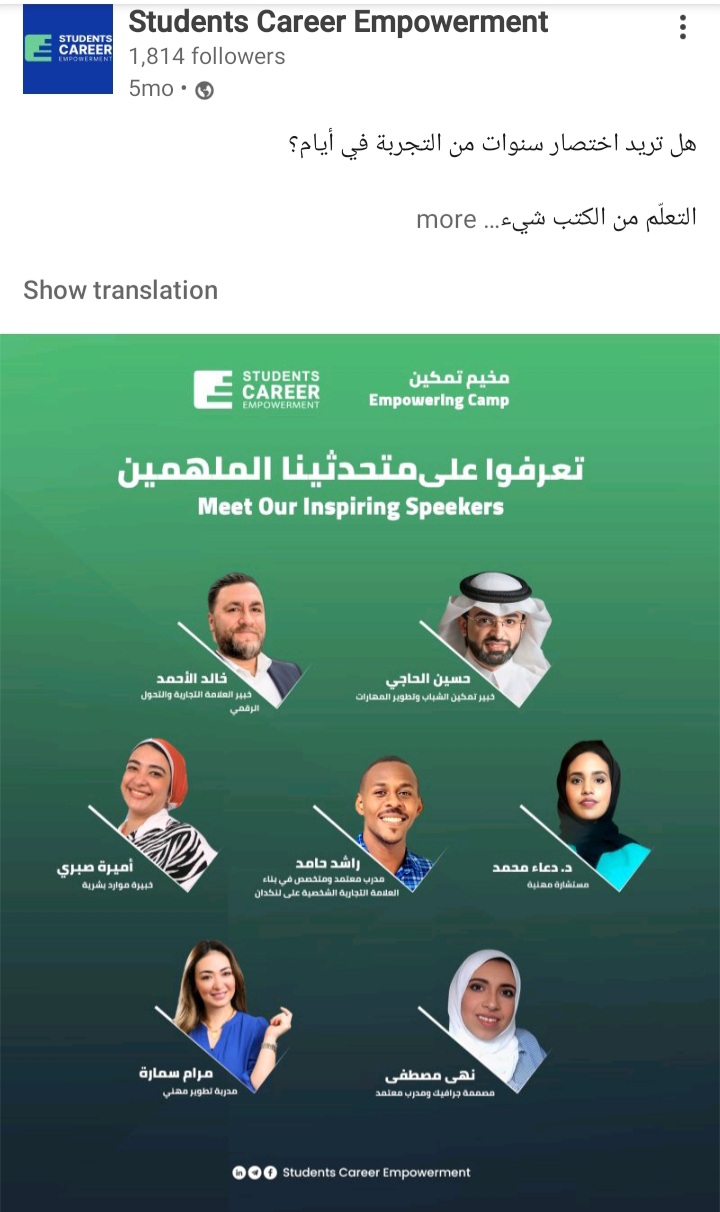 STUDENTS
CAREER
EMPOWERMENT
Students Career Empowerment
1,814 followers
5mo •
هل تريد اختصار سنوات من التجربة في أيام؟
التعلّم من الكتب شيء... more
Show translation
STUDENTS
CAREER
EMPOWERMENT
مخيم تمكين
Empowering Camp
تعرفوا على متحدثينا الملهمين
Meet Our Inspiring Speekers
حسين الحاجي
خبير تمكين الشباب وتطوير المهارات
خالد الأحمد
خبير العلامة التجارية والتحول
الرقمي
د. دعاء محمد
مستشارة مهنية
راشد حامد
مدرب معتمد ومتخصص في بناء
العلامة التجارية الشخصية على لنكدان
أميرة صبري
خبيرة موارد بشرية
نهى مصطفى
مصممة جرافيك ومدرب معتمد
مرام سمارة
مدربة تطوير مهني
Students Career Empowerment